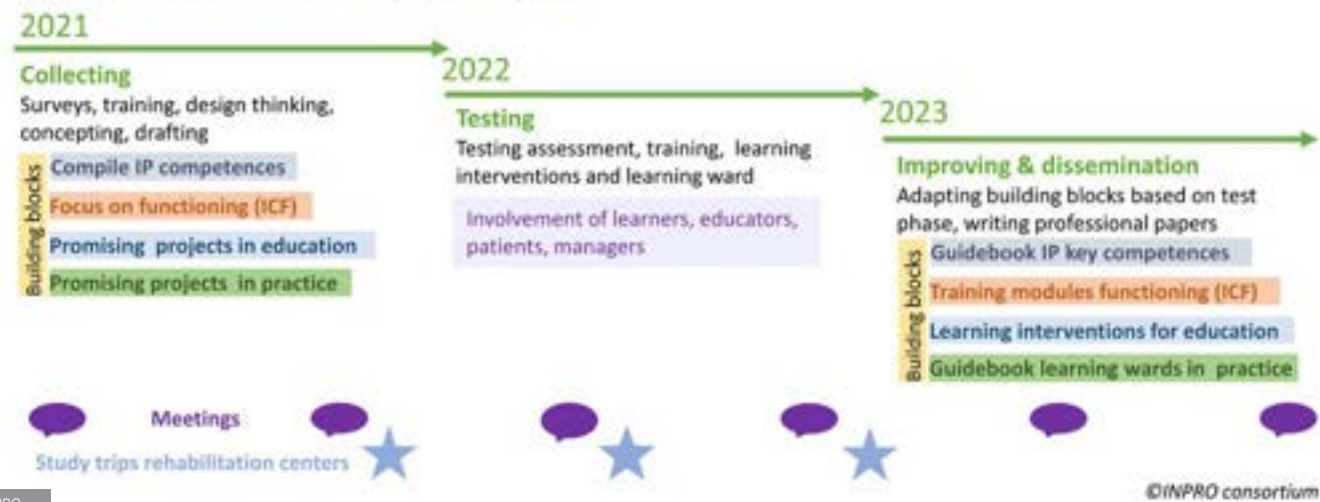 2021
Collecting
Surveys, training, design thinking,
concepting, drafting
Building blocks
Compile IP competences
Focus on functioning (ICF)
Promising projects in education
Promising projects in practice
2022
Testing
Testing assessment, training, learning
interventions and learning ward
Involvement of learners, educators,
patients, managers
2023
Improving & dissemination
Adapting building blocks based on test
phase, writing professional papers
Building blocks
Guidebook IP key competences
Training modules functioning (ICF)
Learning interventions for education
Guidebook learning wards in practice
Meetings
Study trips rehabilitation centers
©INPRO consortium